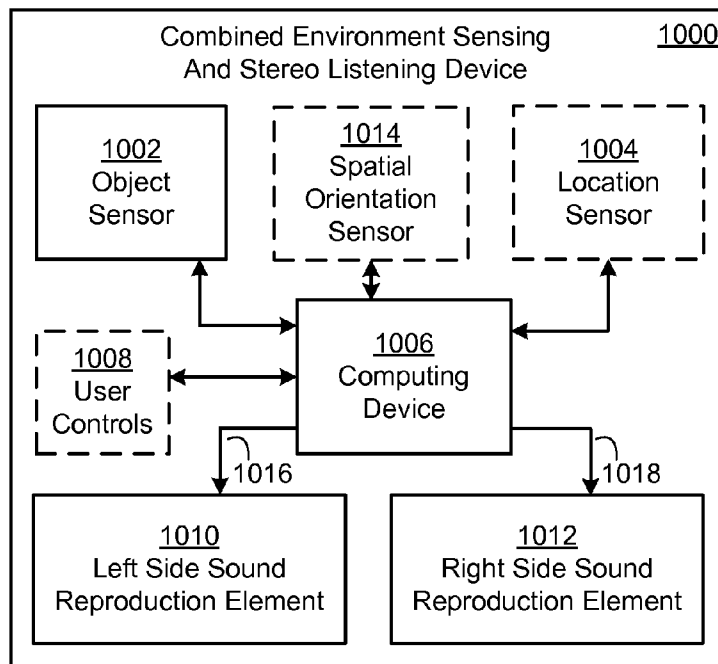 Combined Environment Sensing
And Stereo Listening Device
1000
1002
Object
Sensor
1014
Spatial
Orientation
Sensor
1004
Location
Sensor
1008
User
Controls
1006
Computing
Device
1016
1018
1010
Left Side Sound
Reproduction Element
1012
Right Side Sound
Reproduction Element